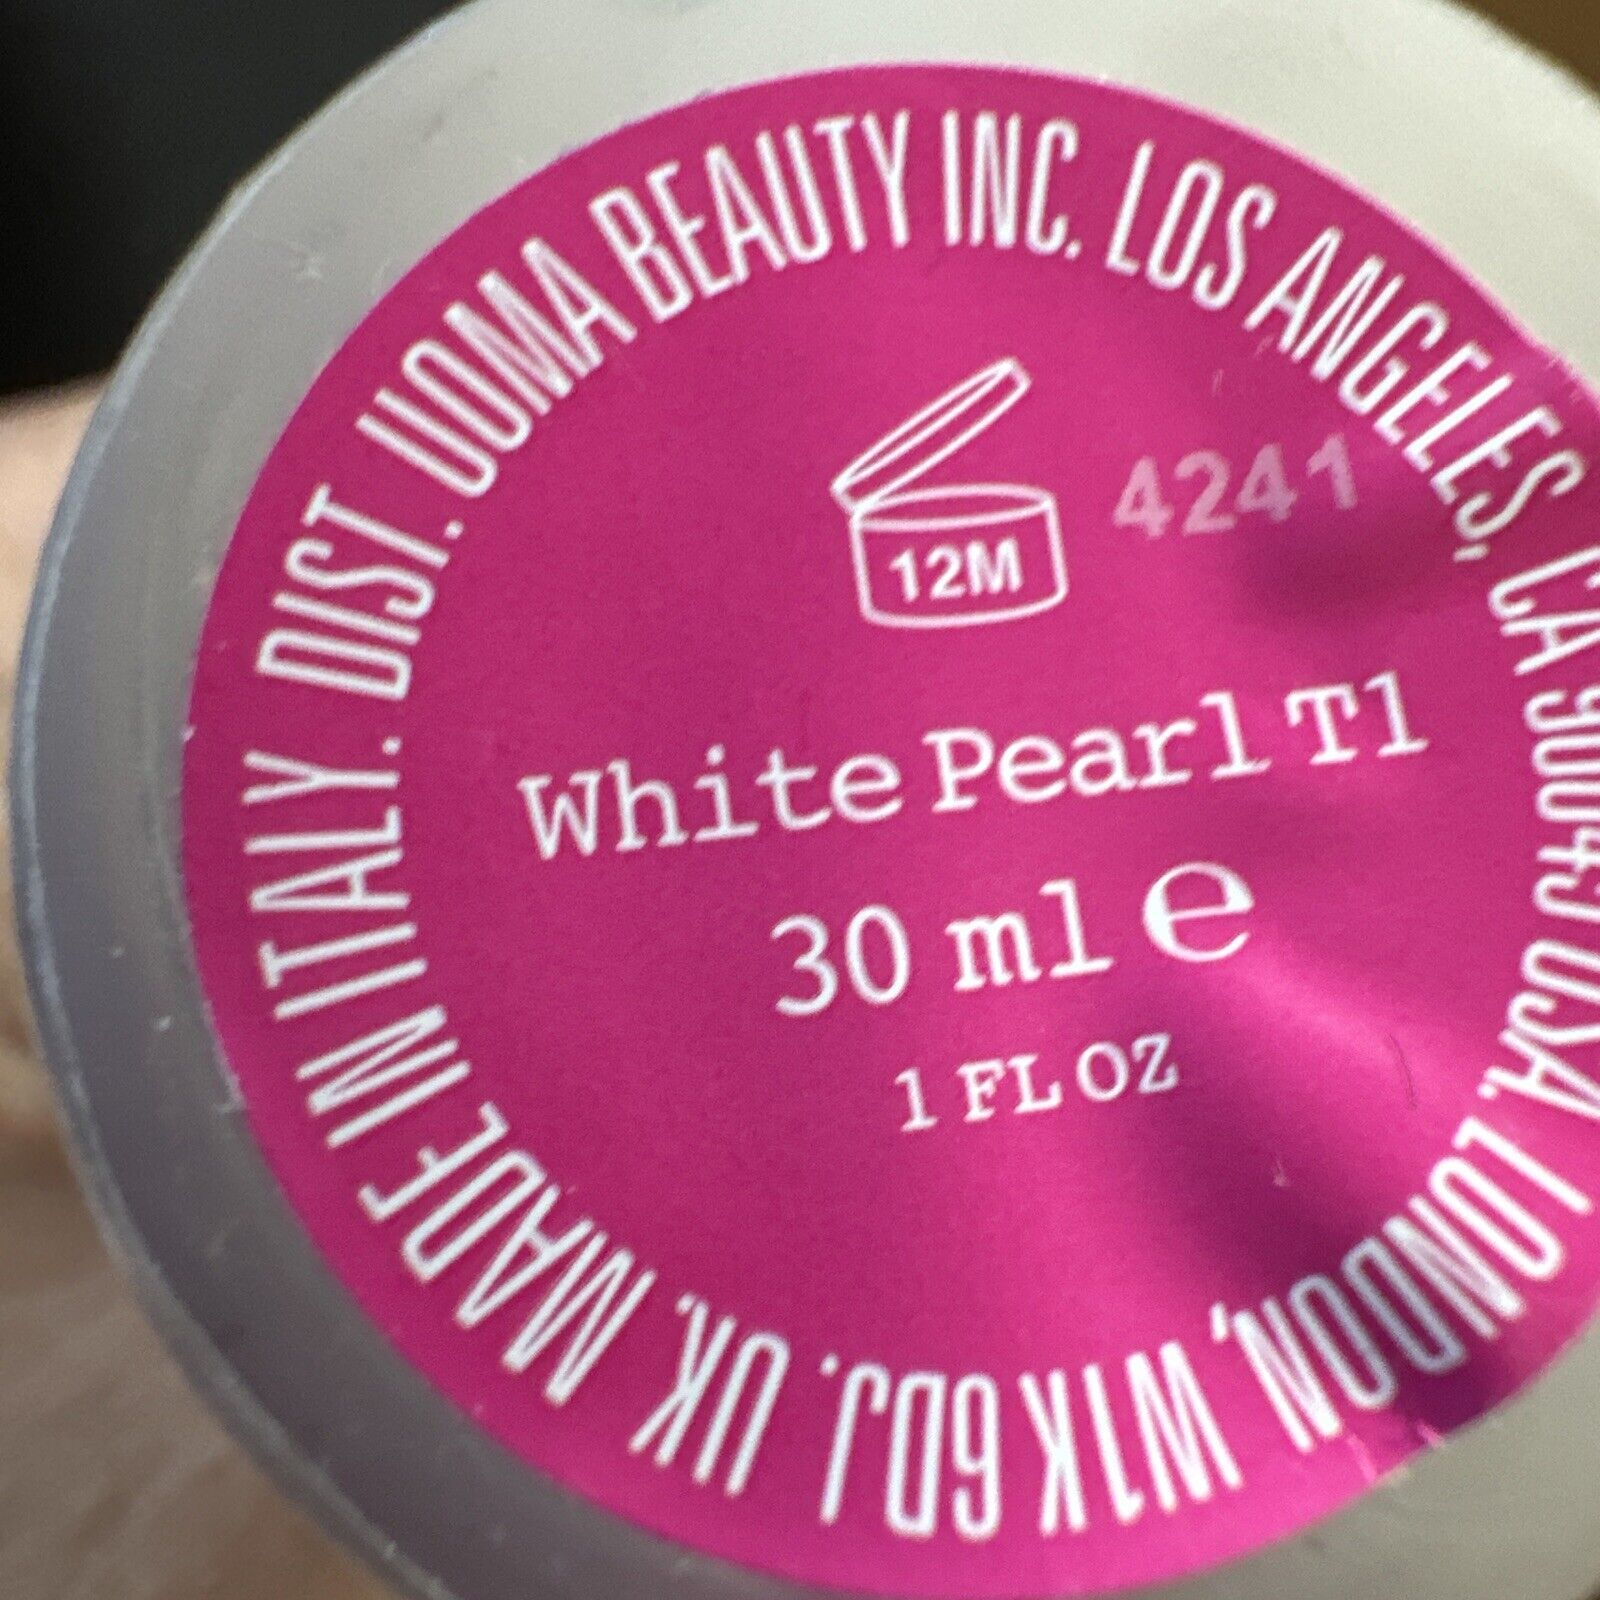 DIST. UOMA BEAUTY INC. LOS ANGELES, CA 90043 USA. LONDON, W1K 6DJ. UK. MADE IN ITALY.
12M
4241
White Pearl T1
30 ml e
1 FL OZ